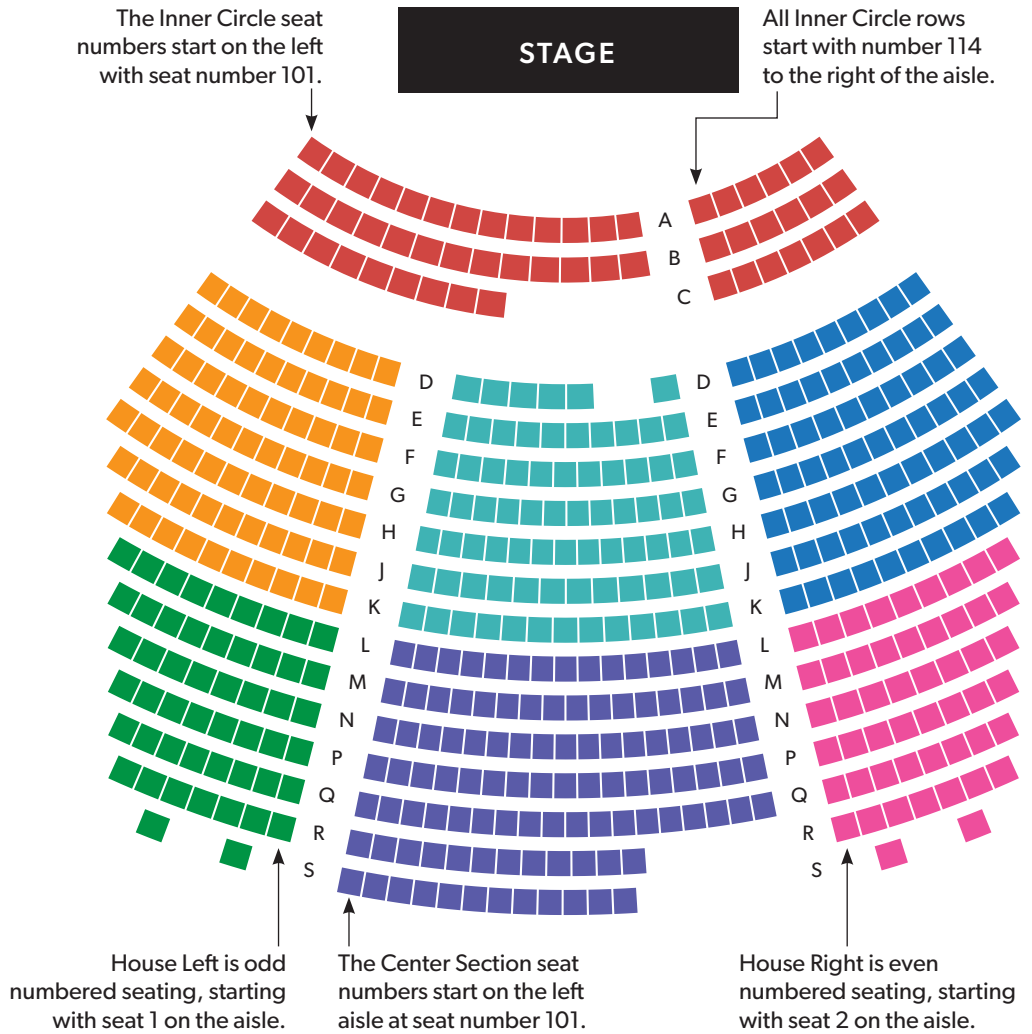 The Inner Circle seat
numbers start on the left
with seat number 101.
STAGE
All Inner Circle rows
start with number 114
to the right of the aisle.
A
B
C
D
D
E
E
F
F
G
G
H
H
J
J
K
K
L
L
M
M
N
N
P
P
Q
Q
R
R
S
S
House Left is odd
numbered seating, starting
with seat 1 on the aisle.
The Center Section seat
numbers start on the left
aisle at seat number 101.
House Right is even
numbered seating, starting
with seat 2 on the aisle.